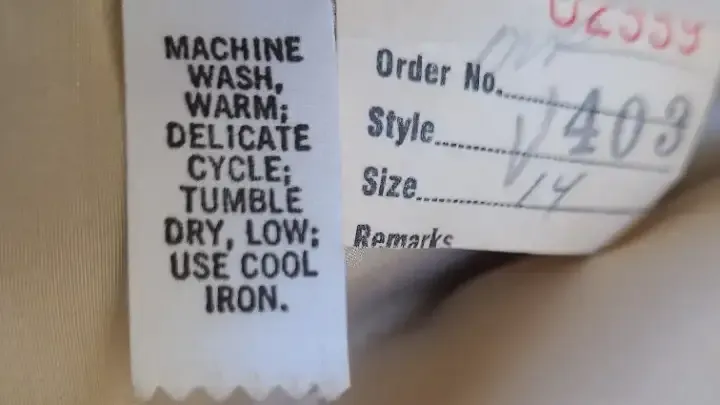 MACHINE
WASH,
WARM;
DELICATE
CYCLE;
TUMBLE
DRY, LOW;
USE COOL
IRON.
Order No.
Style 403
Size 14
Remarks